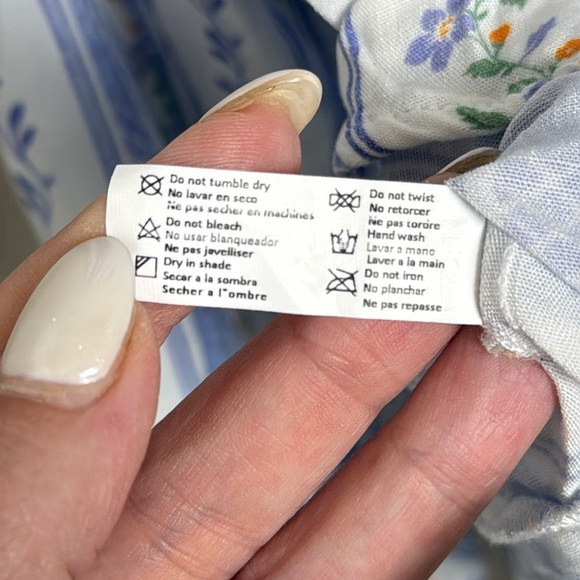 Do not tumble dry
No lavar en seco
Ne pas secher en machines
Do not bleach
No usar blanqueador
Ne pas javelliser
Dry in shade
Secar a la sombra
Secher a l"ombre
Do not twist
No retorcer
Ne pas tordre
Hand wash
Lavar a mano
Laver a la main
Do not iron
No planchar
Ne pas repasse